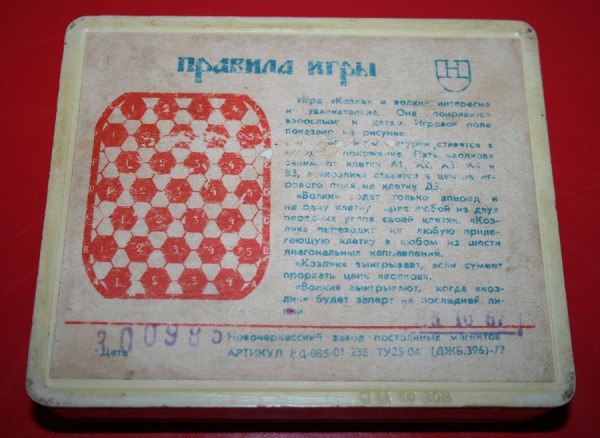 правила игры
Н
Игра «Козлик и волки» интересна
и увлекательна. Она понравится
взрослым и детям. Игровое поле
показано на рисунке.
ставятся в
положение. Пять «волков»
занимают клетки А1, А2, А3, А4 и
В3, а «козлик» ставится в центре иг-
рового поля на клетку Д3.
«Волки» ходят только вперед и
на одну клетку через любой из двух
передних углов своей клетки. «Коз-
лик» переходит на любую приле-
гающую клетку в любом из шести
диагональных направлений.
«Козлик» выигрывает, если сумеет
прорвать цепь «волков».
«Волки» выигрывают, когда «коз-
лик» будет заперт на последней ли-
нии.
300985
Дата
Новочеркасский завод постоянных магнитов
АРТИКУЛ РД-085-01-238 ТУ25 04. (ДЖБ.396)-77